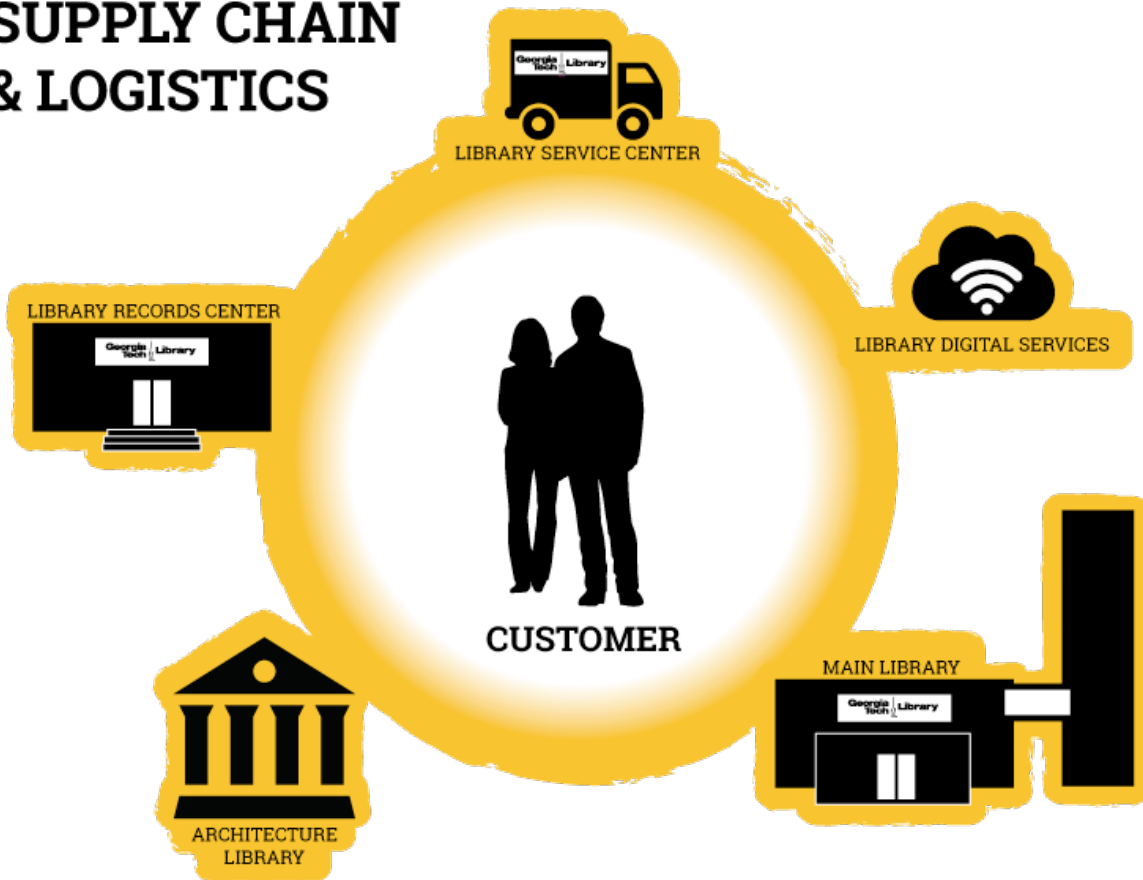 SUPPLY CHAIN
& LOGISTICS
Georgia
Tech Library
LIBRARY SERVICE CENTER
LIBRARY DIGITAL SERVICES
LIBRARY RECORDS CENTER
Georgia
Tech Library
CUSTOMER
MAIN LIBRARY
Georgia
Tech Library
ARCHITECTURE
LIBRARY